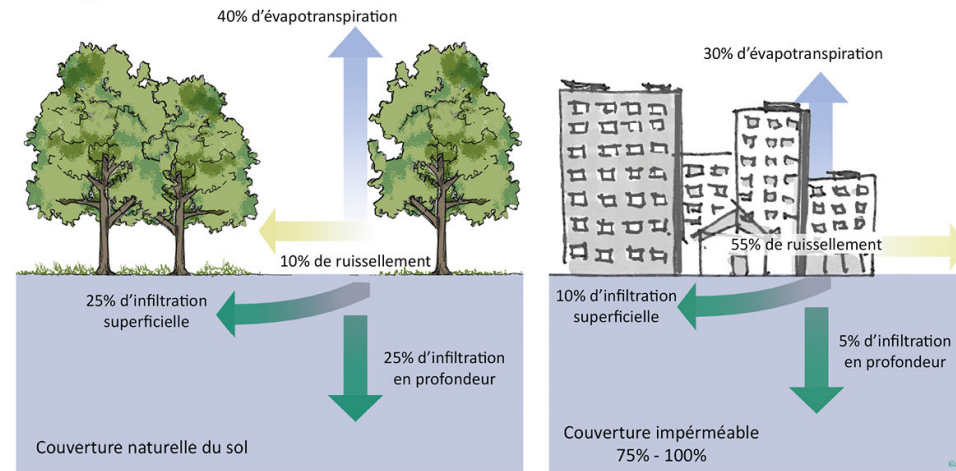 40% d'évapotranspiration
10% de ruissellement
25% d'infiltration
superficielle
25% d'infiltration
en profondeur
Couverture naturelle du sol
30% d'évapotranspiration
55% de ruissellement
10% d'infiltration
superficielle
5% d'infiltration
en profondeur
Couverture impérméable
75% - 100%